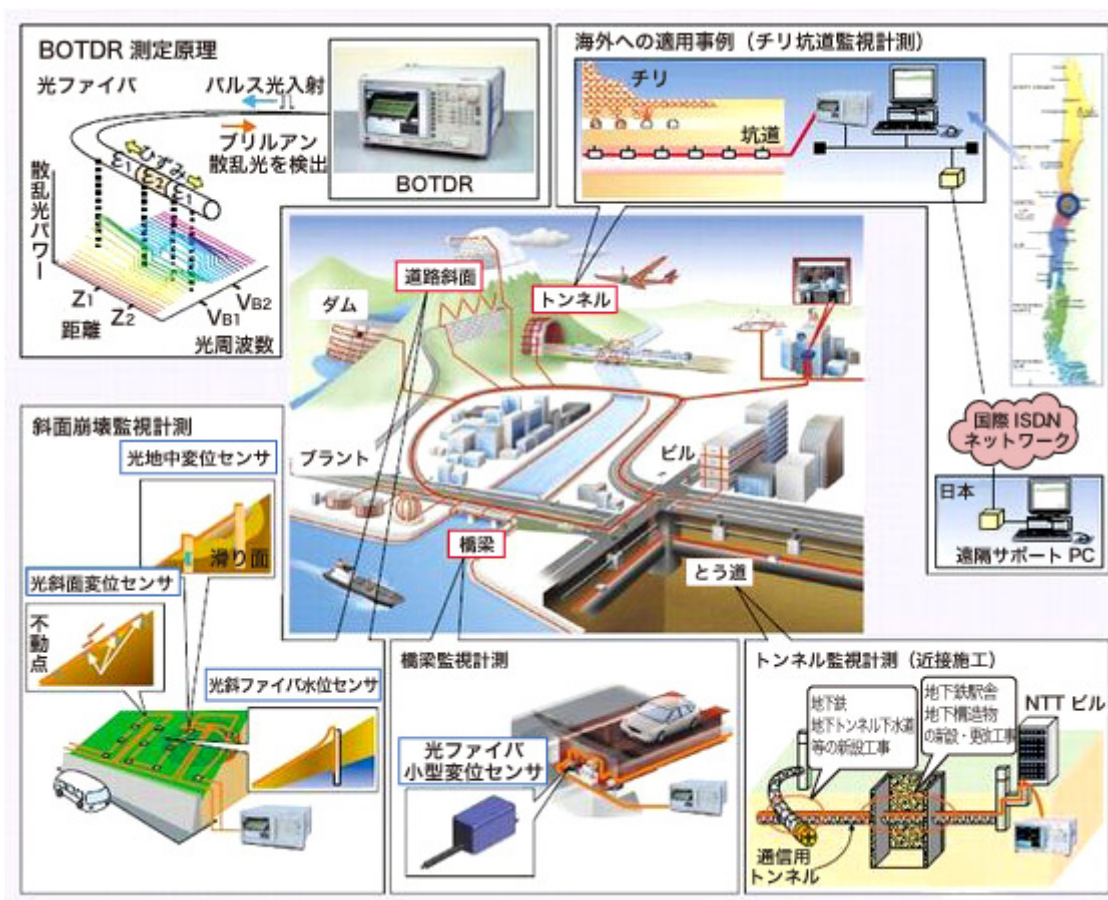 BOTDR 測定原理
光ファイバ
パルス光入射
ブリルアン
散乱光を検出
ひずみ
ε1
ε2
ε1
散乱光パワー
Z1
Z2
距離
VB1
VB2
光周波数
BOTDR
海外への適用事例（チリ坑道監視計測）
チリ
坑道
国際 ISDN
ネットワーク
日本
遠隔サポート PC
道路斜面
ダム
トンネル
プラント
ビル
橋梁
とう道
斜面崩壊監視計測
光地中変位センサ
滑り面
光斜面変位センサ
不動点
光斜ファイバ水位センサ
橋梁監視計測
光ファイバ
小型変位センサ
トンネル監視計測（近接施工）
地下鉄
地下トンネル下水道
等の新設工事
地下鉄駅舎
地下構造物
の新設・更改工事
NTT ビル
通信用
トンネル